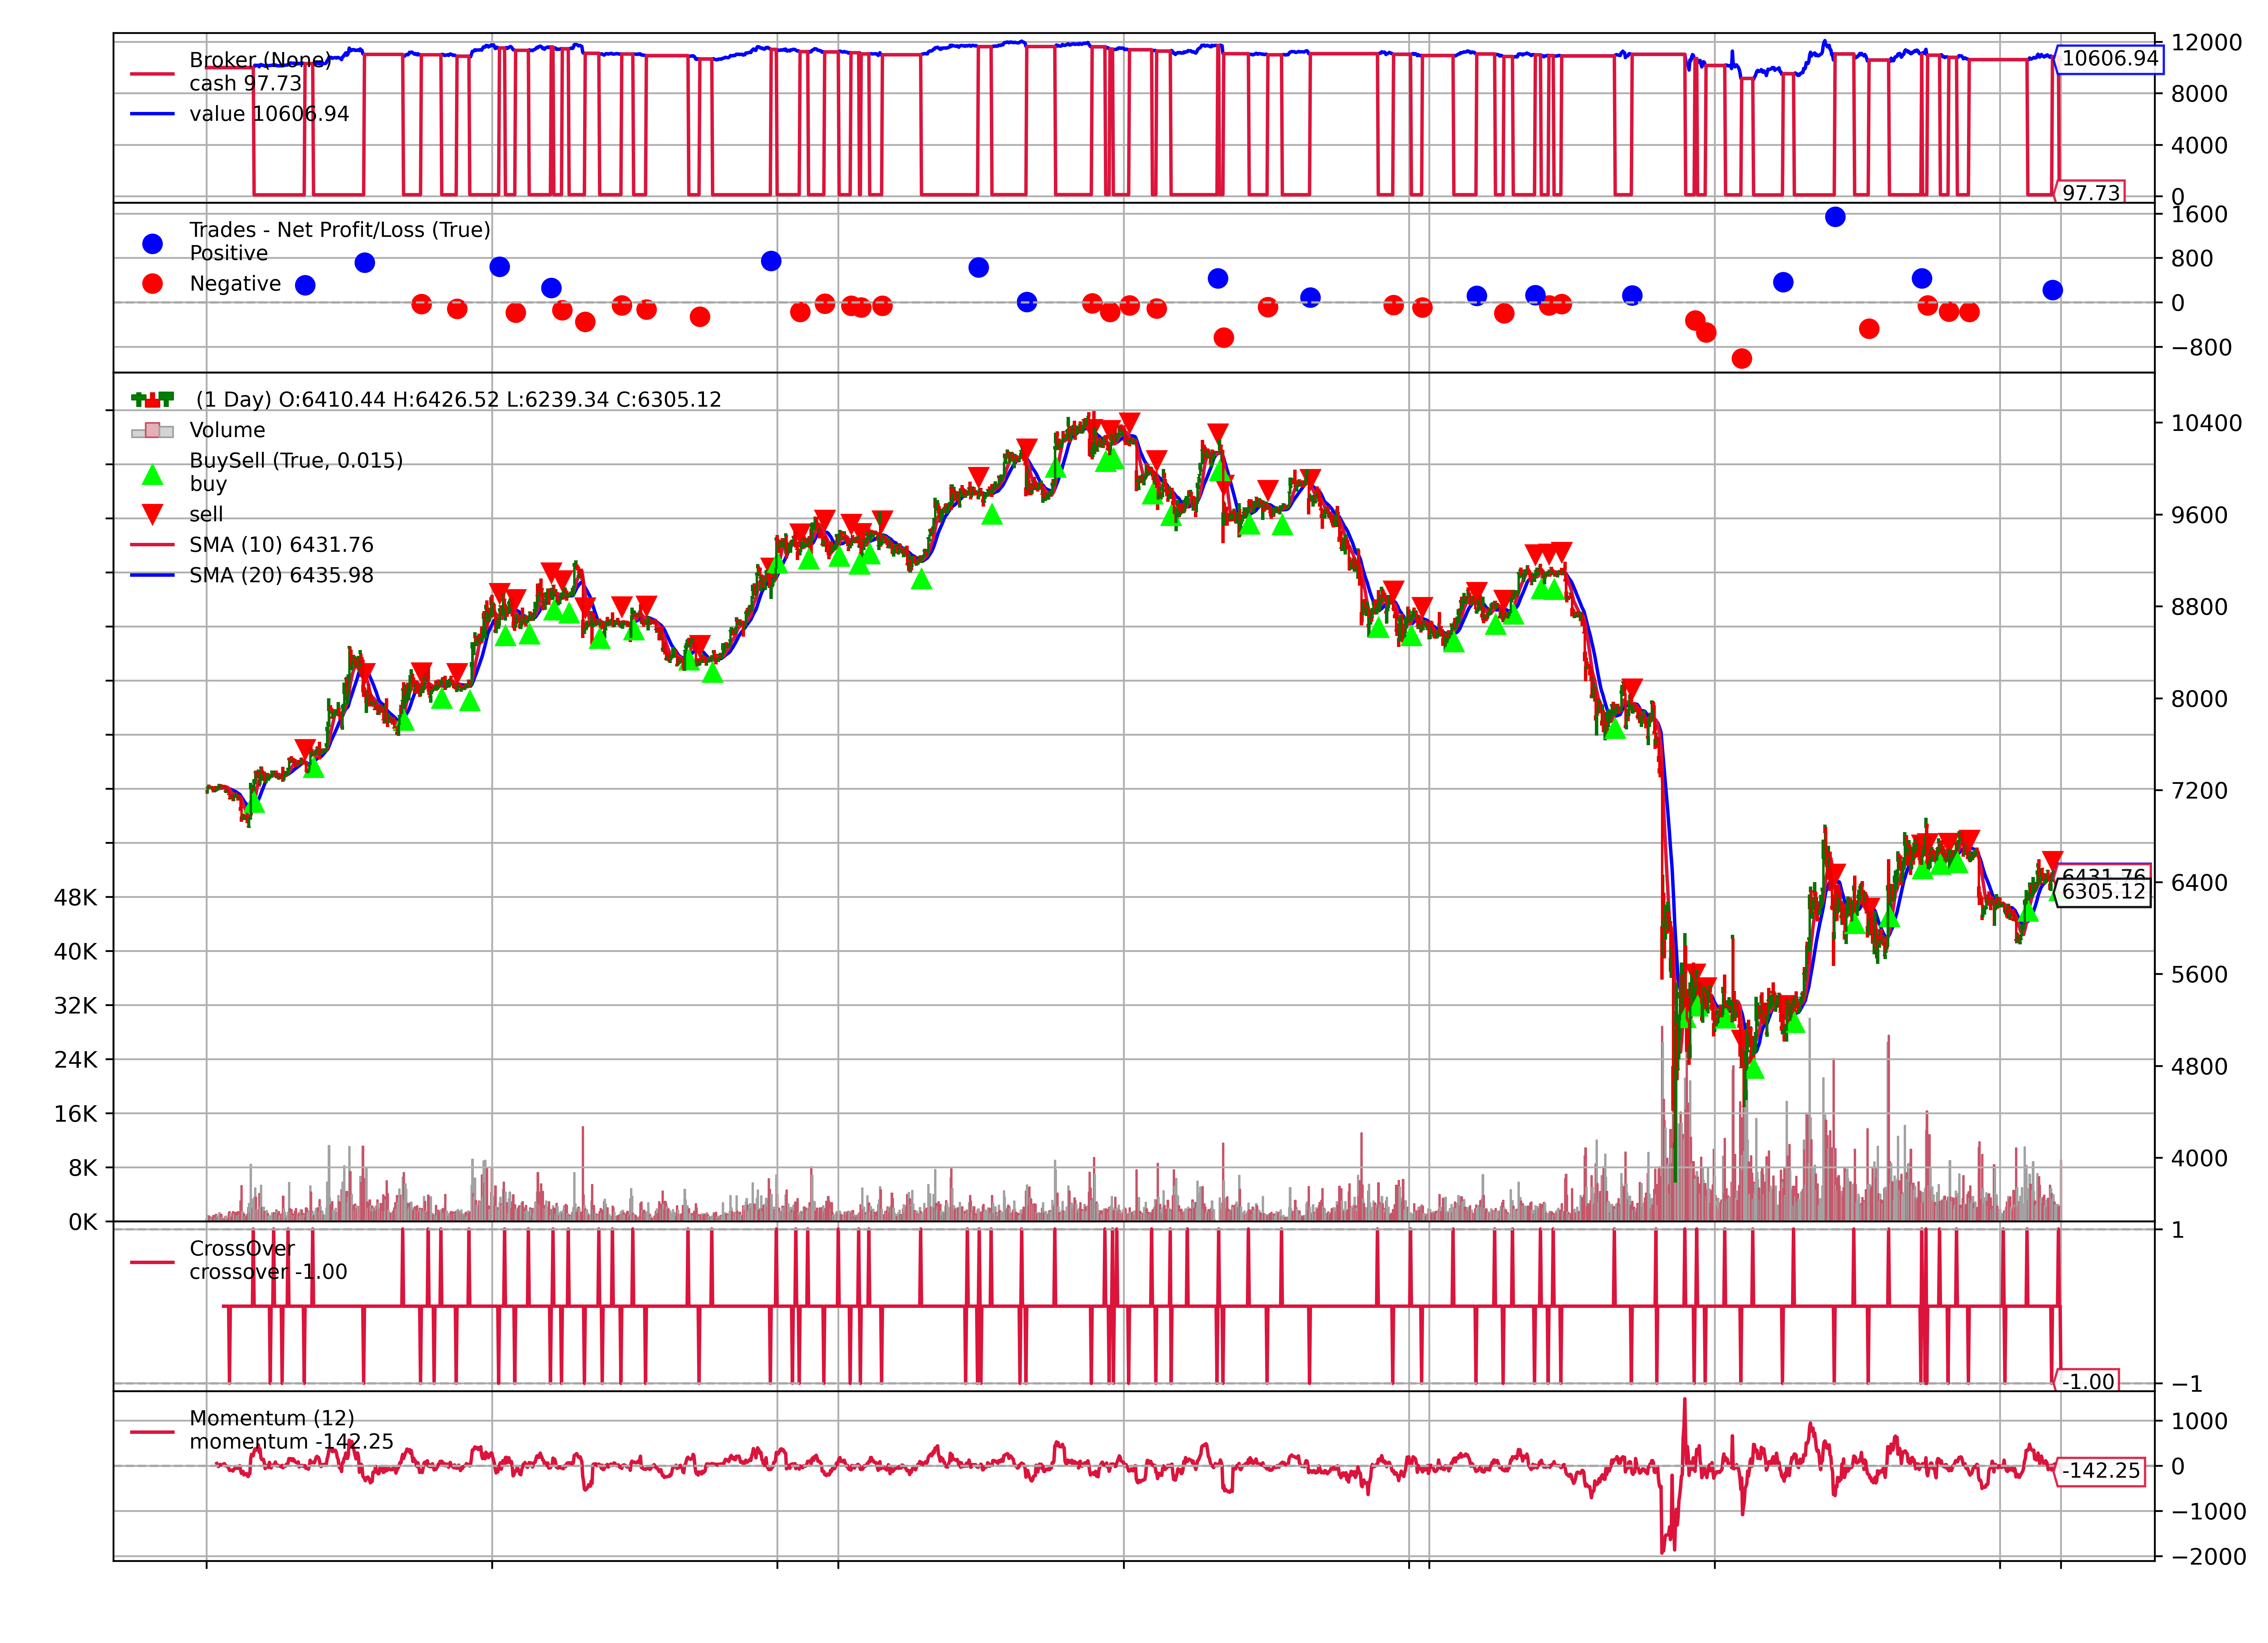 Broker (None)
cash 97.73
value 10606.94
12000
10606.94
8000
4000
0
97.73
Trades - Net Profit/Loss (True)
Positive
Negative
1600
800
0
−800
(1 Day) O:6410.44 H:6426.52 L:6239.34 C:6305.12
Volume
BuySell (True, 0.015)
buy
sell
SMA (10) 6431.76
SMA (20) 6435.98
10400
9600
8800
8000
7200
6400
5600
4800
4000
6431.76
6305.12
48K
40K
32K
24K
16K
8K
0K
CrossOver
crossover -1.00
1
−1
-1.00
Momentum (12)
momentum -142.25
1000
0
−1000
−2000
-142.25